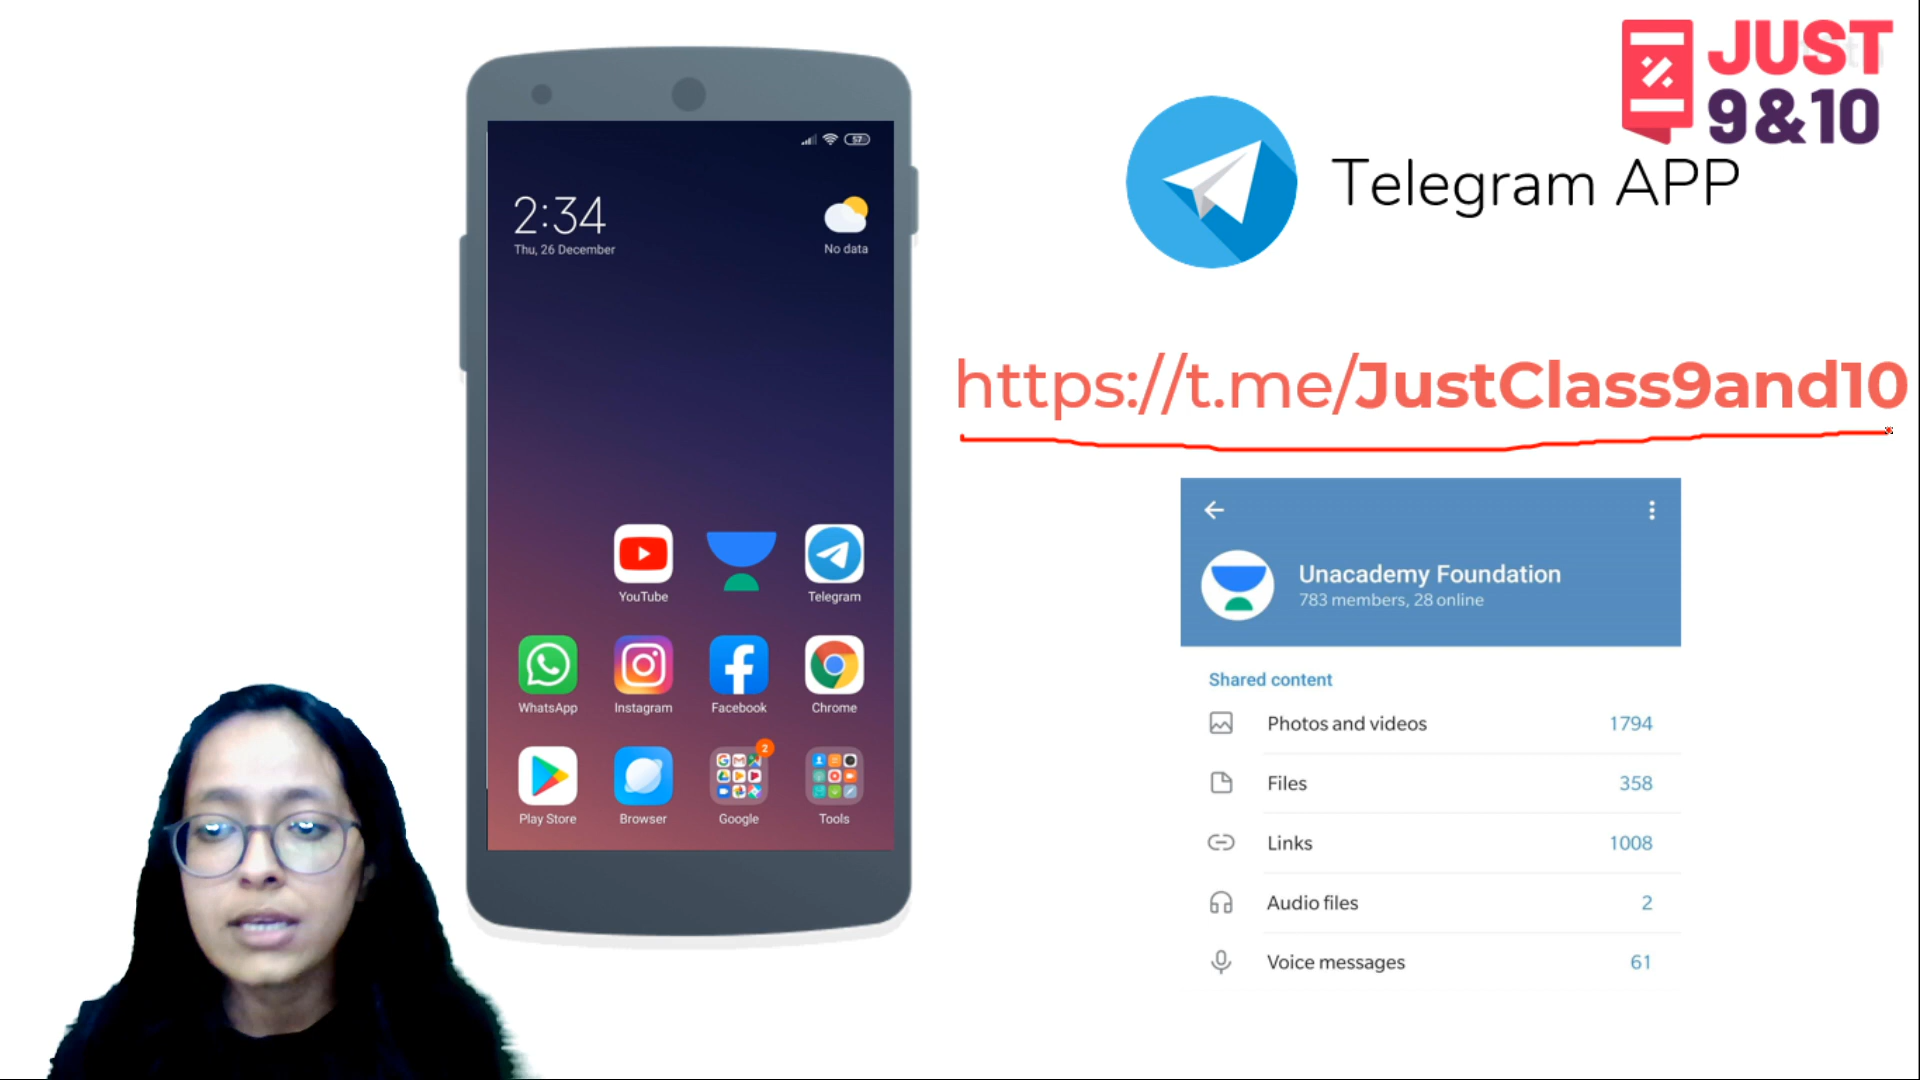 JUST
9&10
Telegram APP
57
2:34
Thu, 26 December
No data
https://t.me/JustClass9and10
YouTube
Telegram
WhatsApp
Instagram
Facebook
Chrome
2
Play Store
Browser
Google
Tools
Unacademy Foundation
783 members, 28 online
Shared content
Photos and videos 1794
Files 358
Links 1008
Audio files 2
Voice messages 61